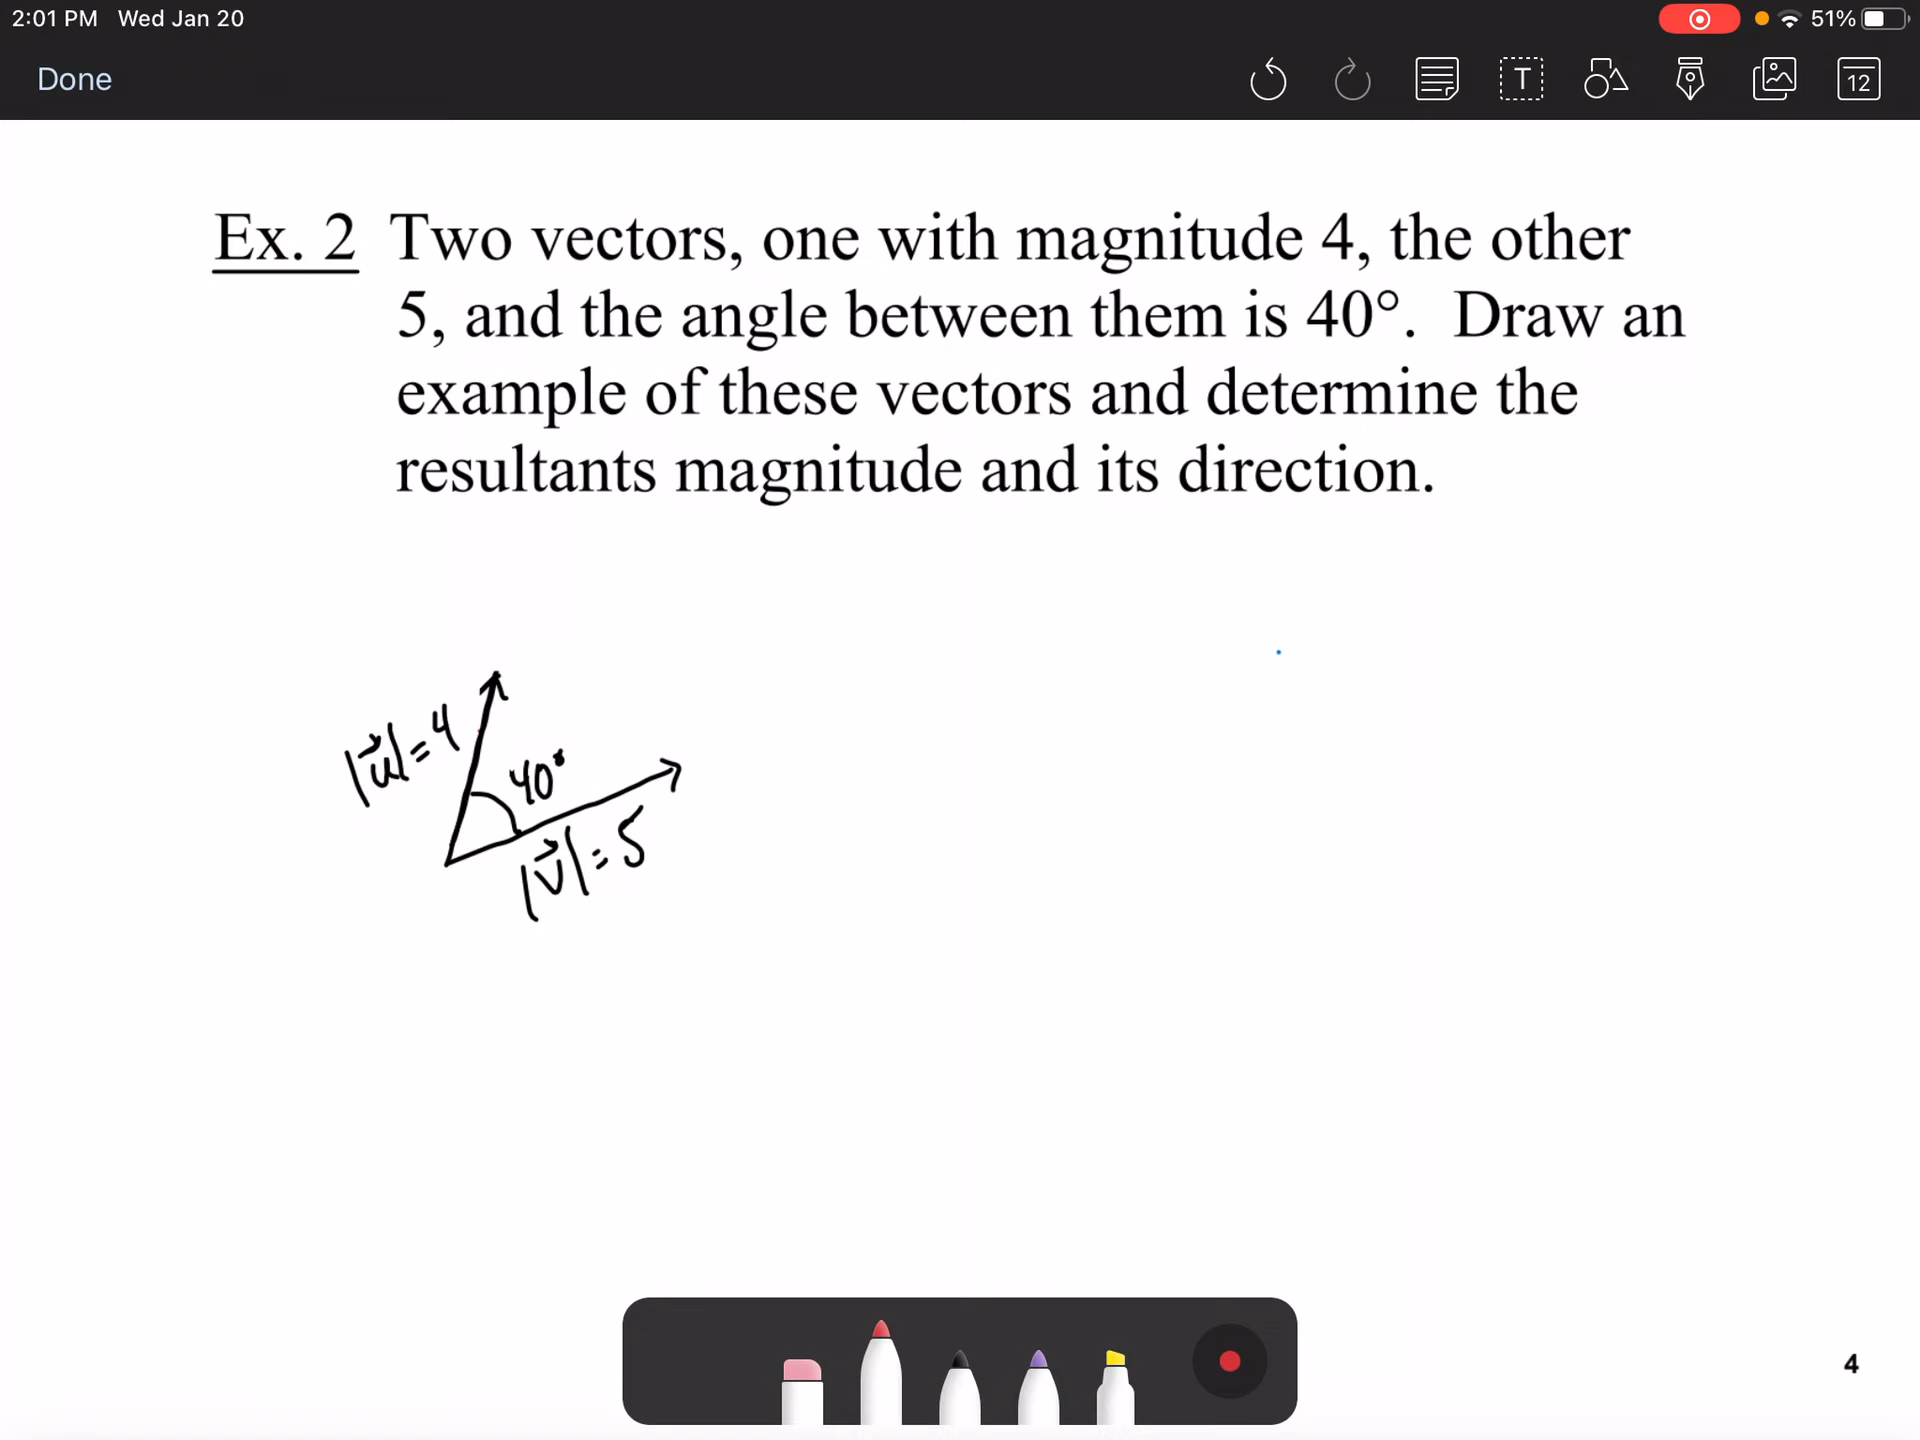 2:01 PM Wed Jan 20
51%
Done
T
12
Ex. 2 Two vectors, one with magnitude 4, the other
5, and the angle between them is 40°. Draw an
example of these vectors and determine the
resultants magnitude and its direction.
|u⃗|=4
40°
|v⃗|=5
4